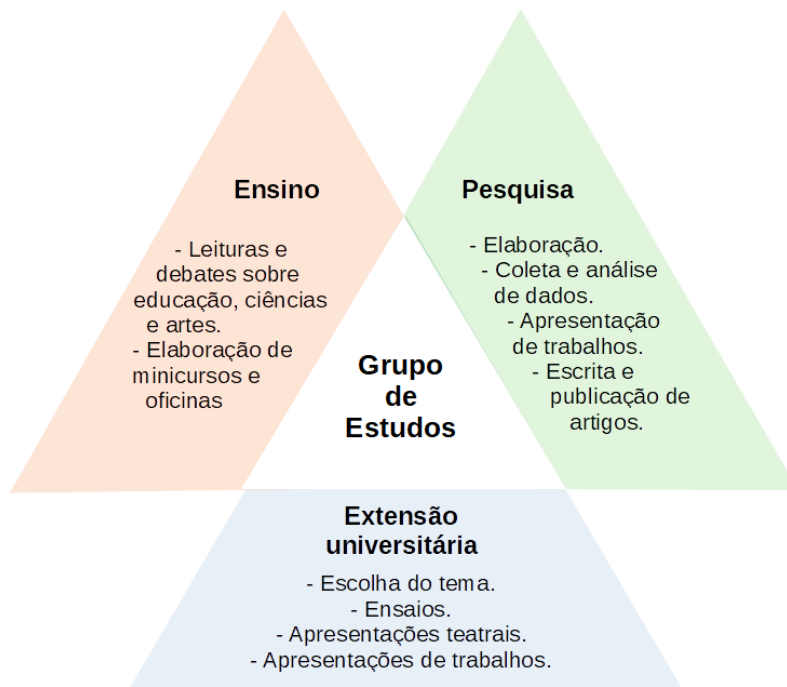 Ensino
- Leituras e
debates sobre
educação, ciências
e artes.
- Elaboração de
minicursos e
oficinas
Pesquisa
- Elaboração.
- Coleta e análise
de dados.
- Apresentação
de trabalhos.
- Escrita e
publicação de
artigos.
Grupo
de
Estudos
Extensão
universitária
- Escolha do tema.
- Ensaios.
- Apresentações teatrais.
- Apresentações de trabalhos.